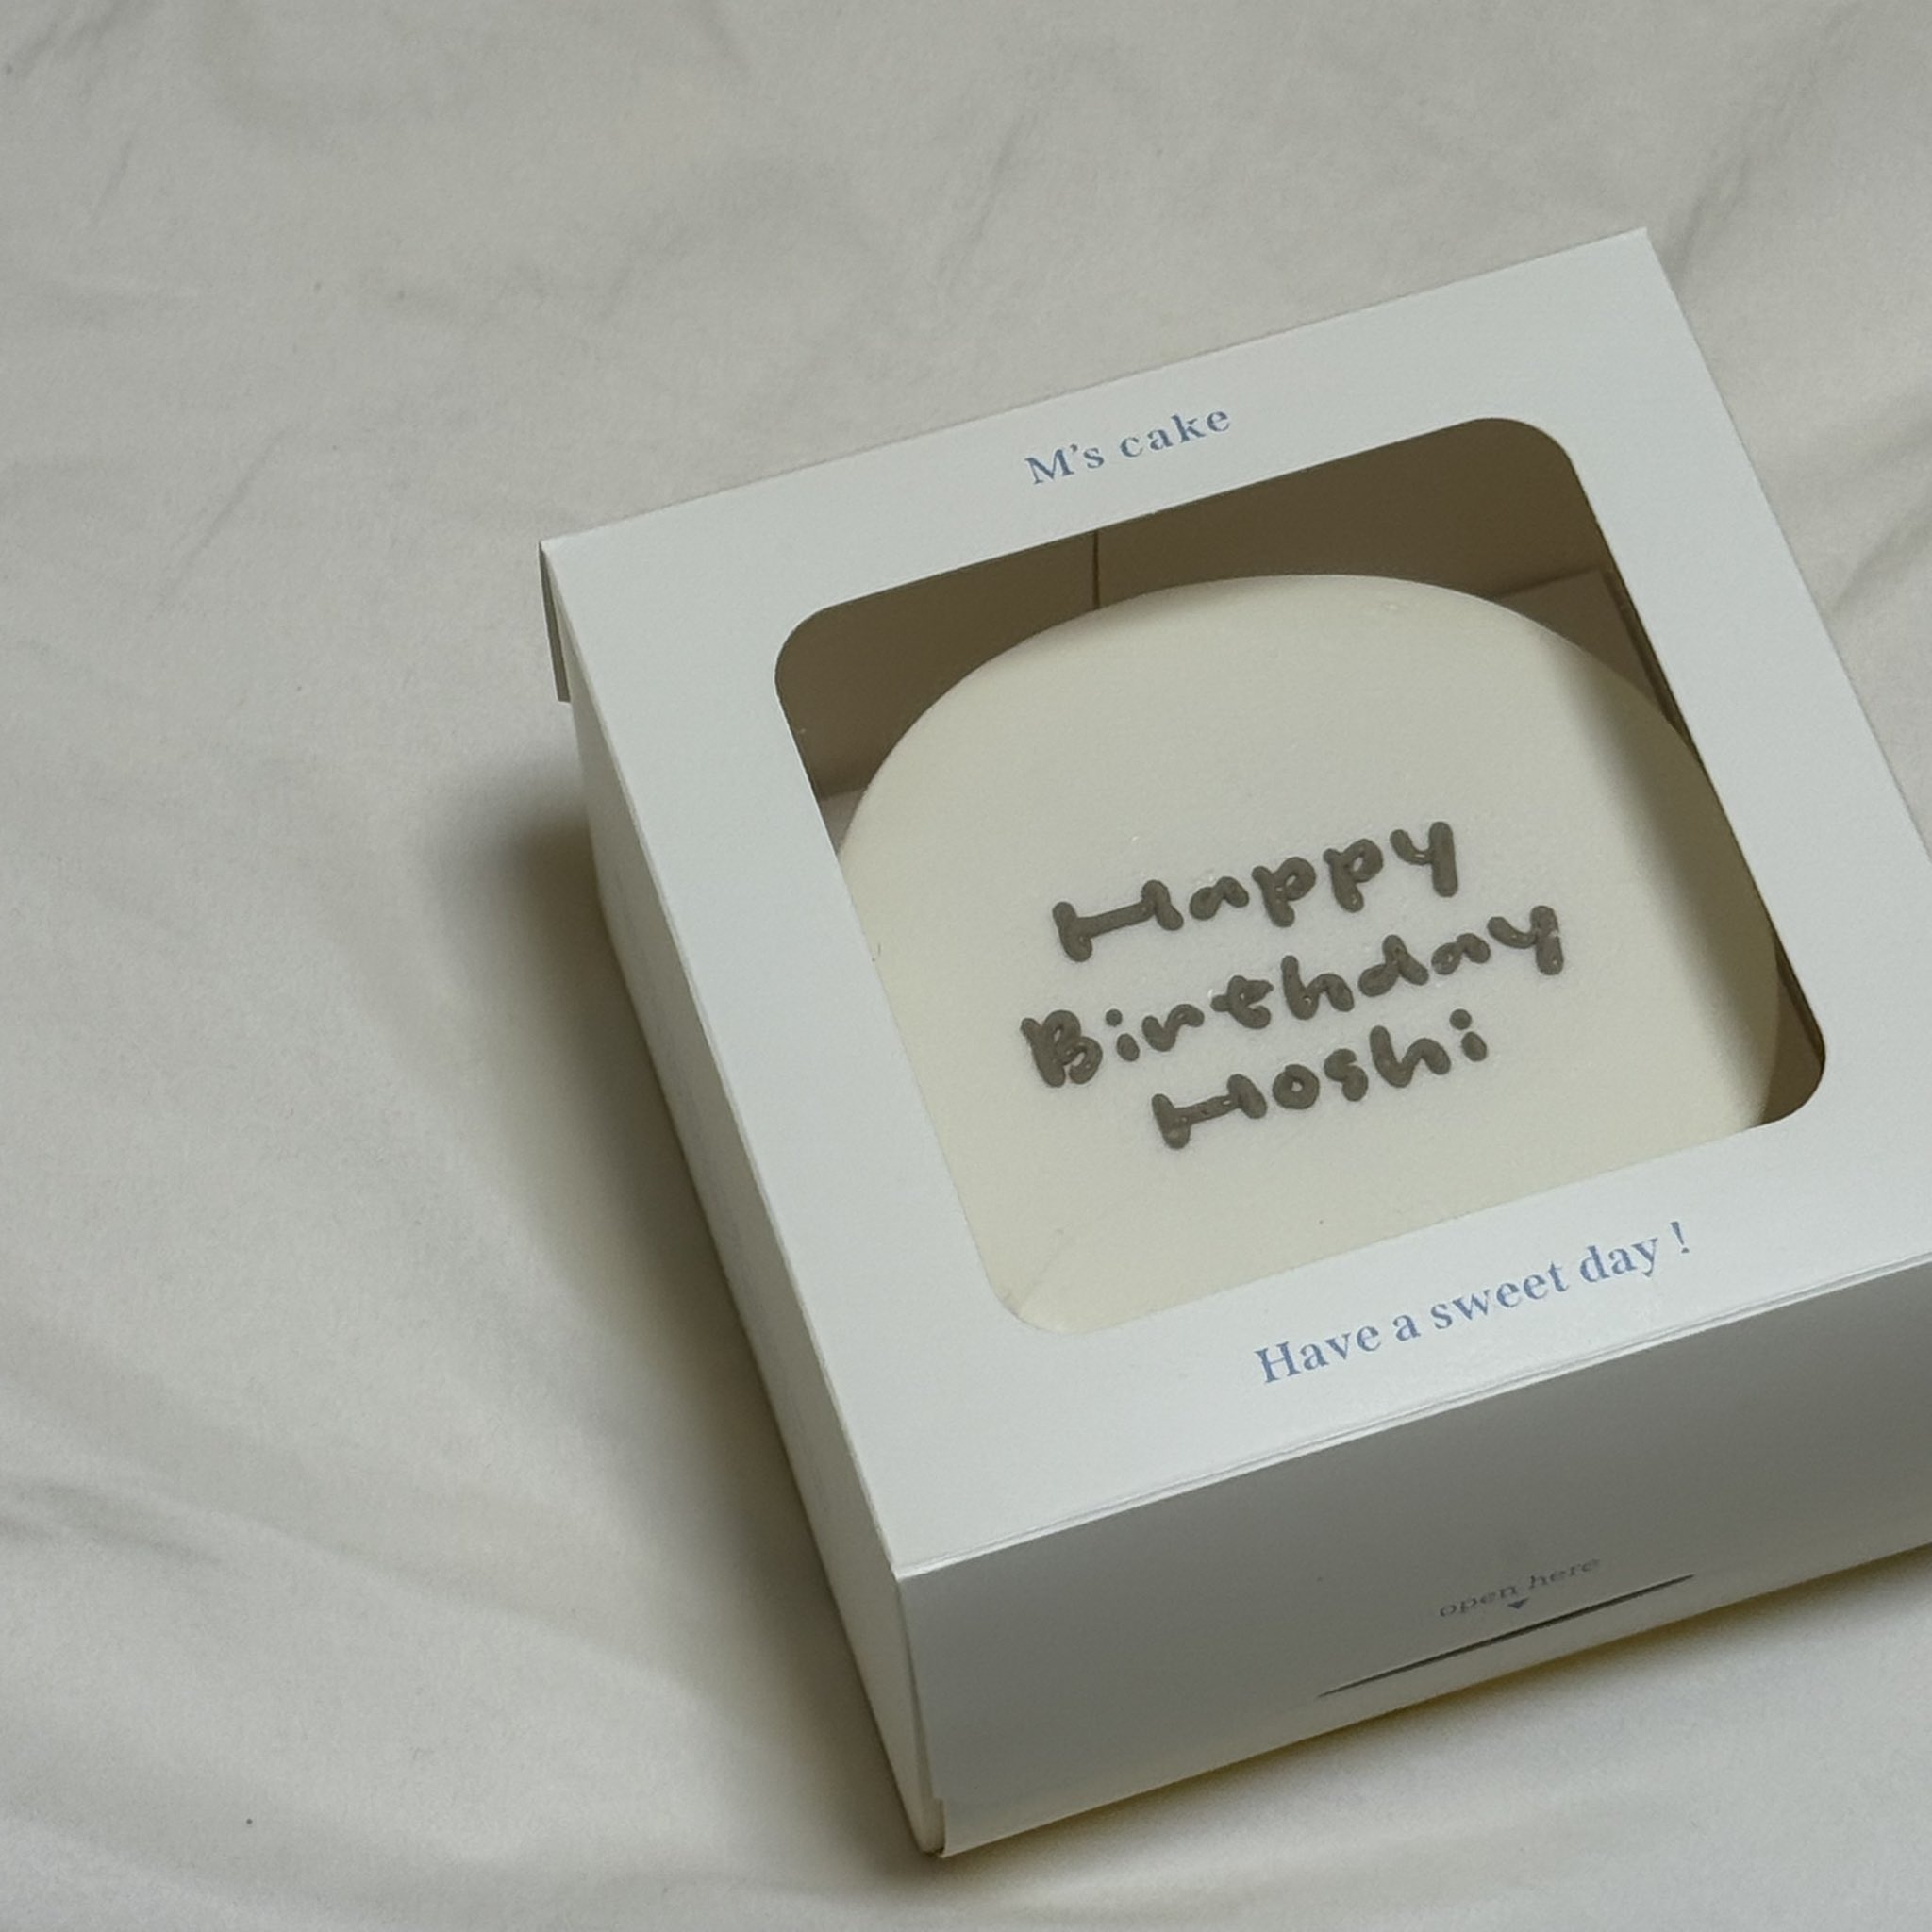 M's cake
Happy
Birthday
Hoshi
Have a sweet day !
open here